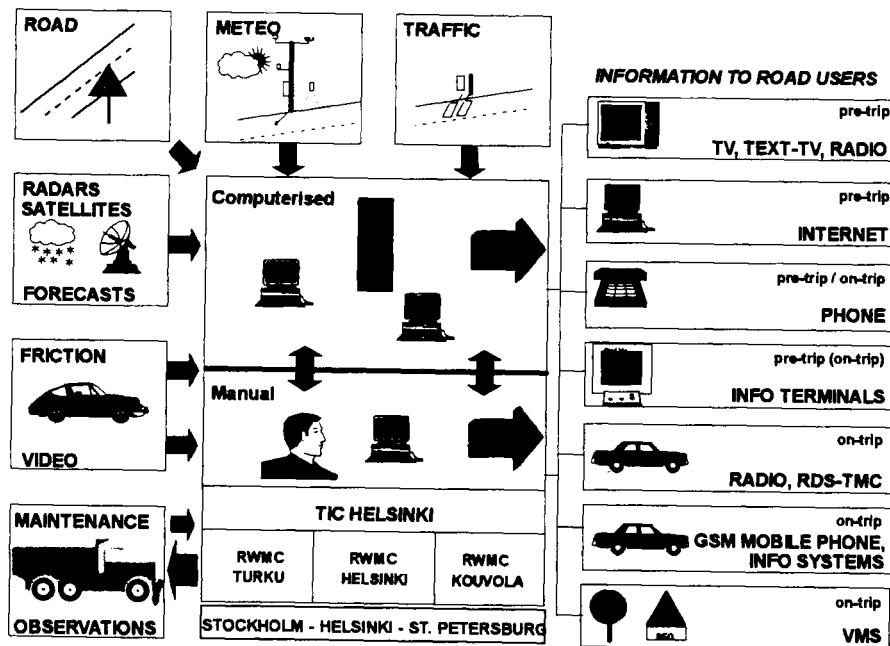 ROAD
METEO
TRAFFIC
INFORMATION TO ROAD USERS
pre-trip
TV, TEXT-TV, RADIO
RADARS
SATELLITES
FORECASTS
Computerised
pre-trip
INTERNET
pre-trip / on-trip
PHONE
FRICTION
VIDEO
Manual
pre-trip (on-trip)
INFO TERMINALS
on-trip
RADIO, RDS-TMC
MAINTENANCE
OBSERVATIONS
TIC HELSINKI
RWMC
TURKU
RWMC
HELSINKI
RWMC
KOUVOLA
STOCKHOLM - HELSINKI - ST. PETERSBURG
on-trip
GSM MOBILE PHONE,
INFO SYSTEMS
on-trip
VMS